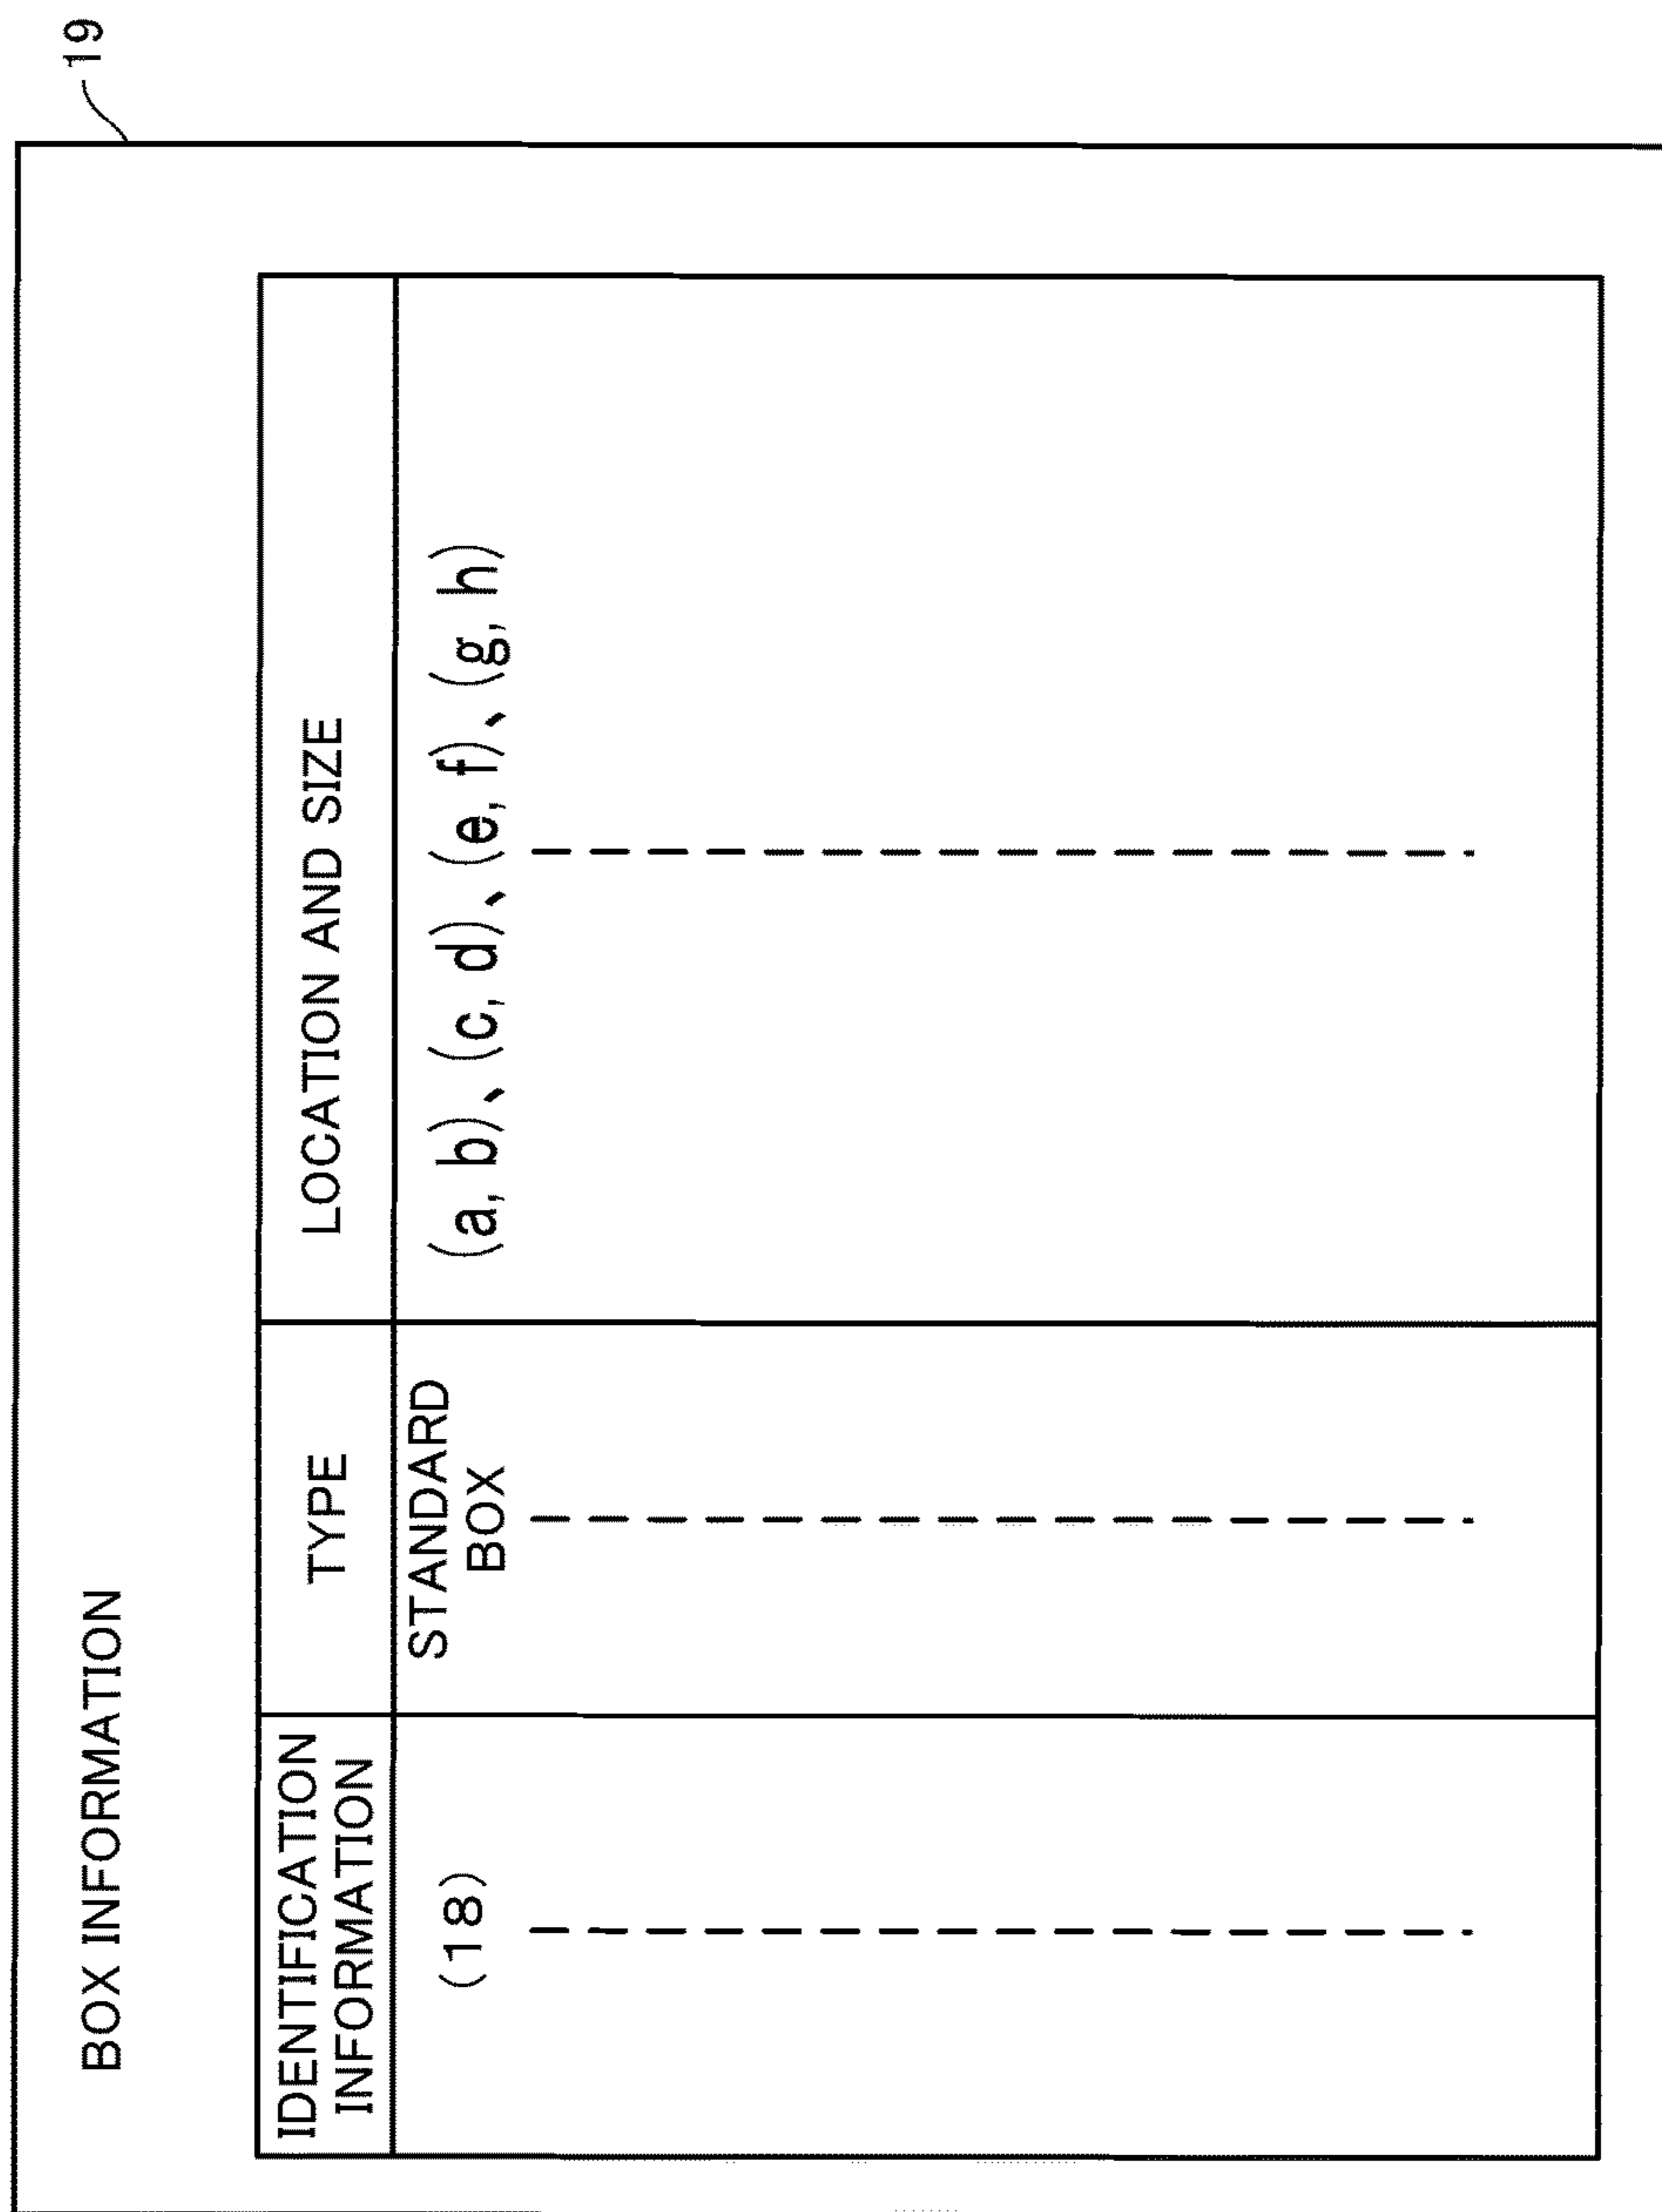 19
BOX INFORMATION
IDENTIFICATION
INFORMATION
TYPE
LOCATION AND SIZE
(18)
STANDARD
BOX
(a, b)、(c, d)、(e, f)、(g, h)